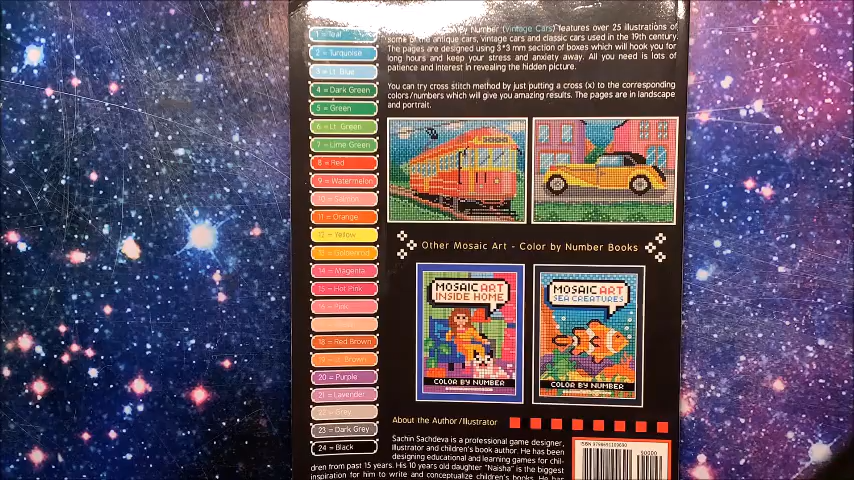 1 = Teal
2 = Turquoise
3 = Lt. Blue
4 = Dark Green
5 = Green
6 = Lt. Green
7 = Lime Green
8 = Red
9 = Watermelon
10 = Salmon
11 = Orange
12 = Yellow
13 = Goldenrod
14 = Magenta
15 = Hot Pink
16 = Pink
18 = Red Brown
19 = Lt. Brown
20 = Purple
21 = Lavender
22 = Grey
23 = Dark Grey
24 = Black
by Number (Vintage Cars) features over 25 illustrations of
some of the antique cars, vintage cars and classic cars used in the 19th century.
The pages are designed using 3*3 mm section of boxes which will hook you for
long hours and keep your stress and anxiety away. All you need is lots of
patience and interest in revealing the hidden picture.
You can try cross stitch method by just putting a cross (x) to the corresponding
colors/numbers which will give you amazing results. The pages are in landscape
and portrait.
Other Mosaic Art - Color by Number Books
MOSAIC ART
INSIDE HOME
COLOR BY NUMBER
MOSAIC ART
SEA CREATURES
COLOR BY NUMBER
About the Author/Illustrator
Sachin Sachdeva is a professional game designer,
illustrator and children's book author. He has been
designing educational and learning games for chil-
dren from past 15 years. His 10 years old daughter "Naisha" is the biggest
inspiration for him to write and conceptualize children's books. He has
90000